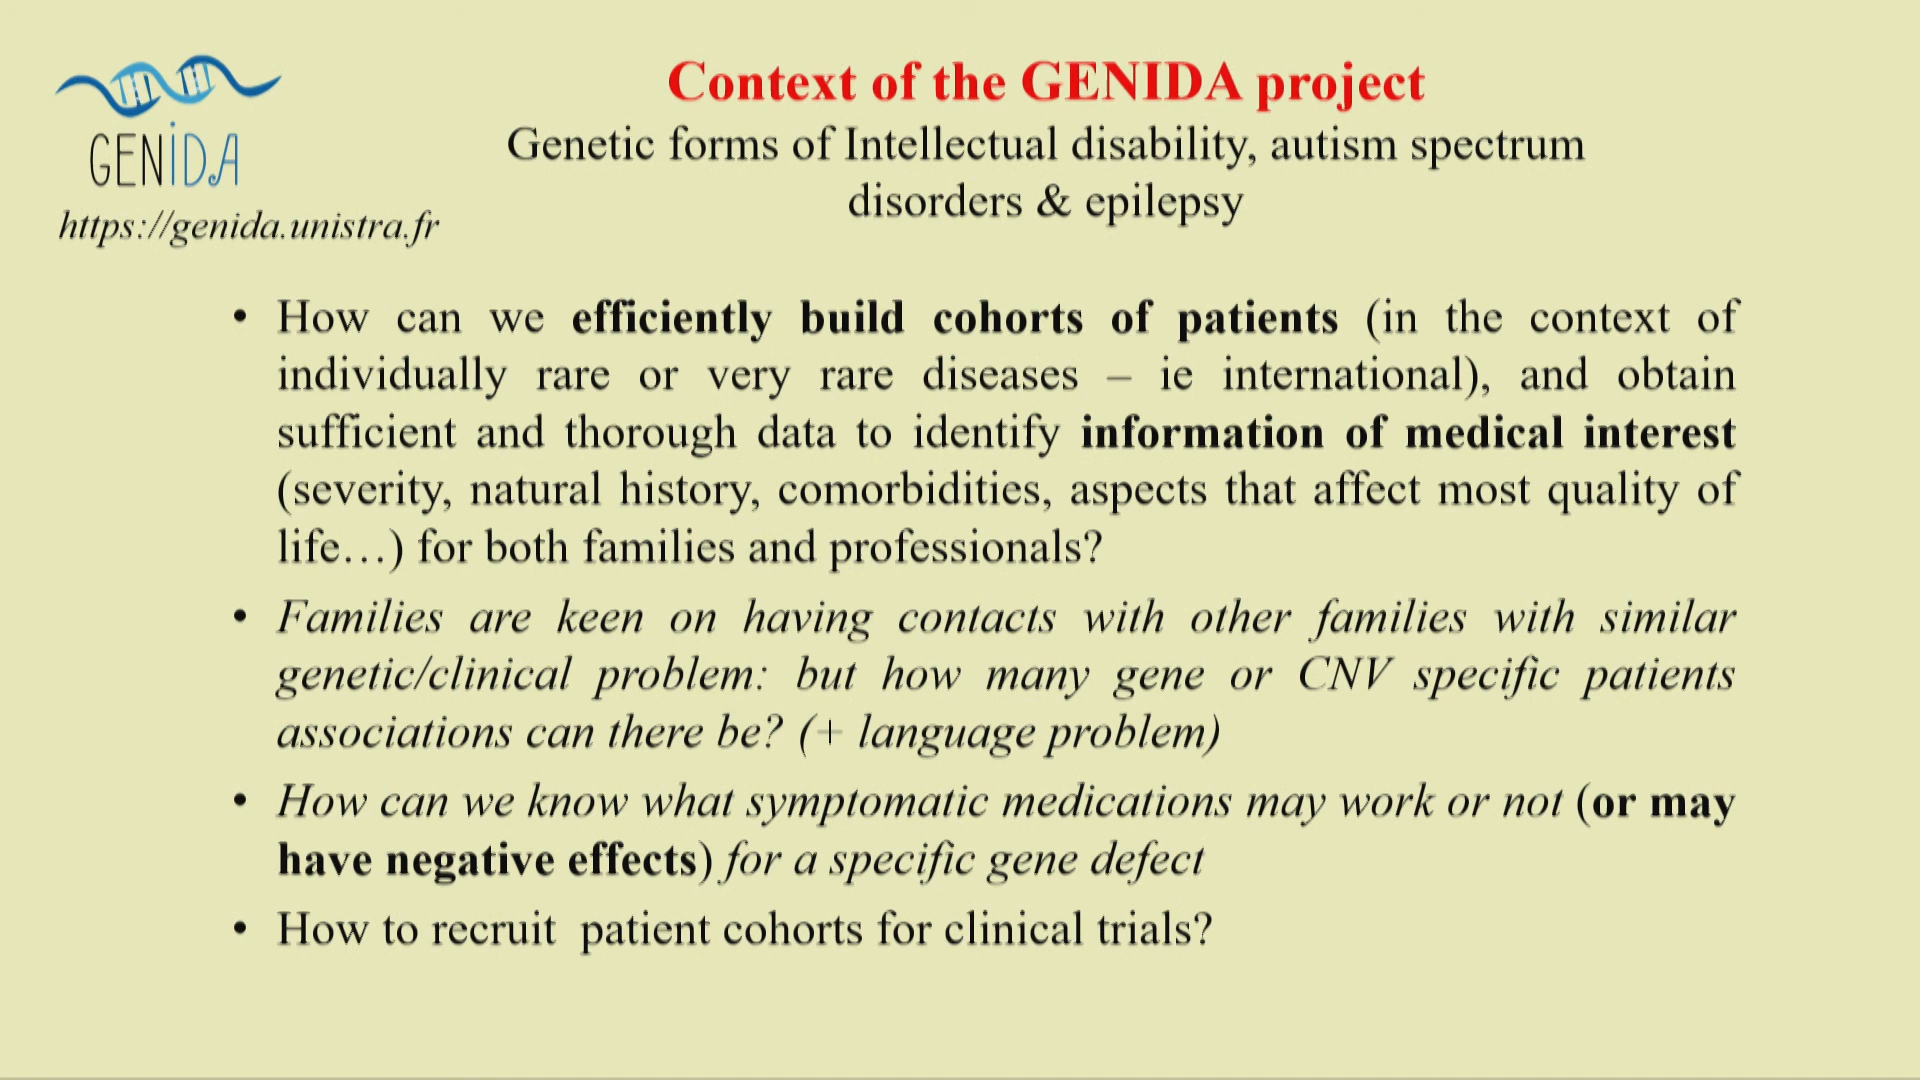 Context of the GENIDA project
Genetic forms of Intellectual disability, autism spectrum
disorders & epilepsy
GENiDA
https://genida.unistra.fr
• How can we efficiently build cohorts of patients (in the context of
individually rare or very rare diseases – ie international), and obtain
sufficient and thorough data to identify information of medical interest
(severity, natural history, comorbidities, aspects that affect most quality of
life…) for both families and professionals?
• Families are keen on having contacts with other families with similar
genetic/clinical problem: but how many gene or CNV specific patients
associations can there be? (+ language problem)
• How can we know what symptomatic medications may work or not (or may
have negative effects) for a specific gene defect
• How to recruit patient cohorts for clinical trials?